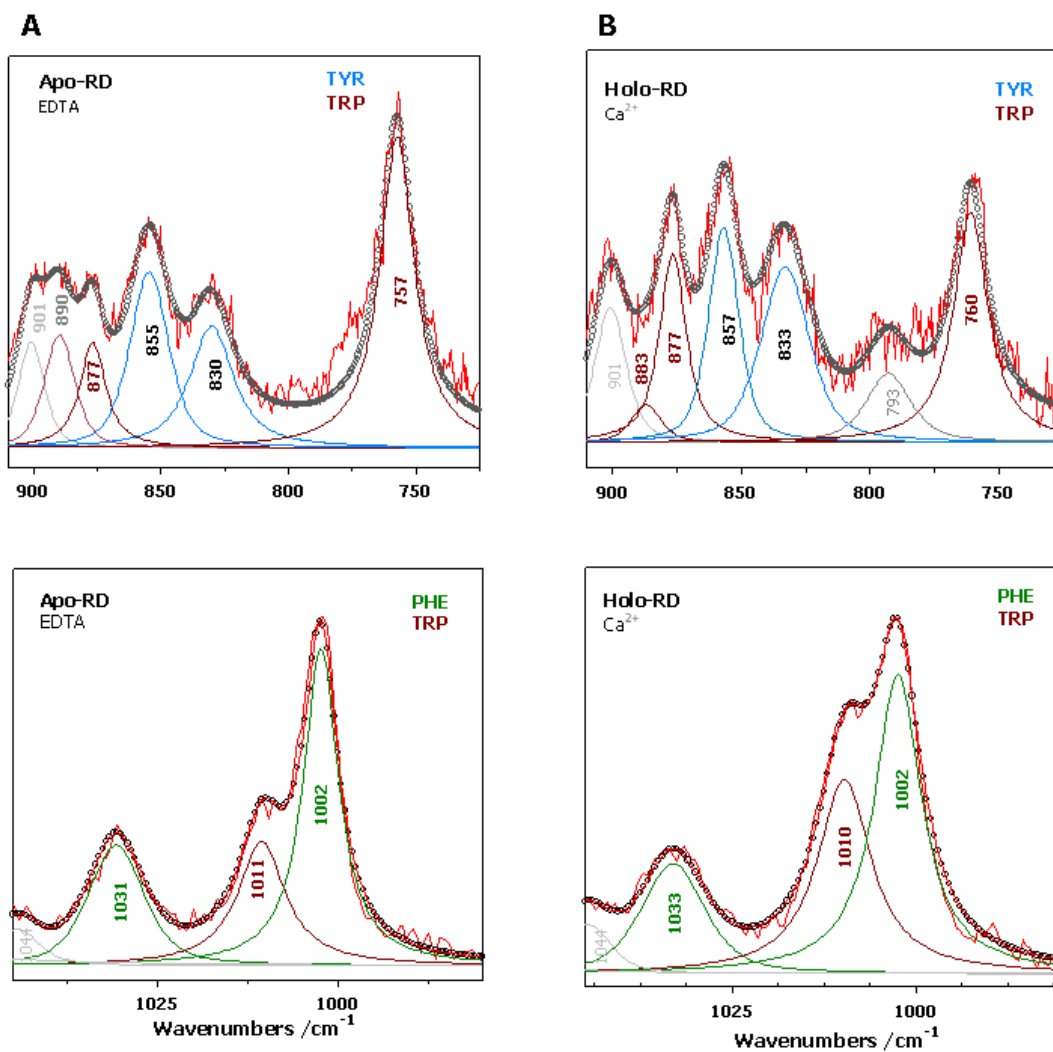 A
Apo-RD
EDTA
TYR
TRP
901
890
877
855
830
757
900
850
800
750
B
Holo-RD
Ca²⁺
TYR
TRP
901
883
877
857
833
793
760
900
850
800
750
Apo-RD
EDTA
PHE
TRP
1044
1031
1011
1002
1025
1000
Wavenumbers /cm⁻¹
Holo-RD
Ca²⁺
PHE
TRP
1044
1033
1010
1002
1025
1000
Wavenumbers /cm⁻¹